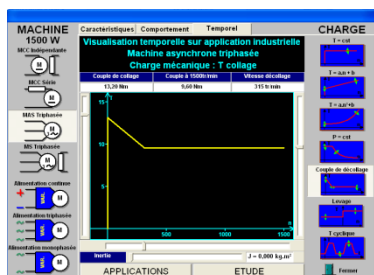 MACHINE
1500 W
MCC Indépendante
MCC Série
MAS Triphasée
MS Triphasée
Alimentation continue
Alimentation triphasée
Alimentation monophasée
Caractéristiques
Comportement
Temporel
Visualisation temporelle sur application industrielle
Machine asynchrone triphasée
Charge mécanique : T collage
Couple de collage
Couple à 1500tr/min
Vitesse décollage
13,20 Nm
9,60 Nm
315 tr/min
15
10
5
500
1000
1500
Inertie
J = 0,000 kg.m²
APPLICATIONS
ETUDE
CHARGE
T = cst
T = a.n + b
T = a.n²+b
P = cst
Couple de décollage
Levage
T cyclique
Fermer